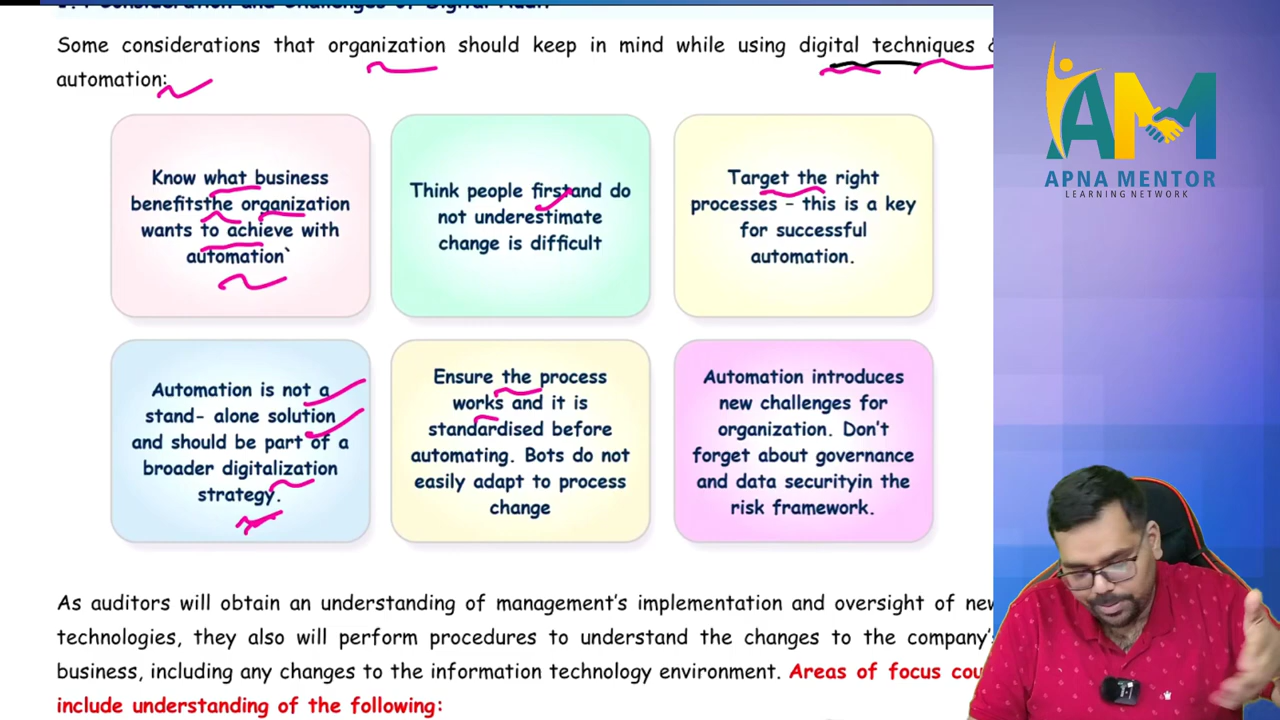 Some considerations that organization should keep in mind while using digital techniques &
automation:
Know what business
benefitsthe organization
wants to achieve with
automation`
Think people firstand do
not underestimate
change is difficult
Target the right
processes - this is a key
for successful
automation.
Automation is not a
stand- alone solution
and should be part of a
broader digitalization
strategy.
Ensure the process
works and it is
standardised before
automating. Bots do not
easily adapt to process
change
Automation introduces
new challenges for
organization. Don't
forget about governance
and data securityin the
risk framework.
As auditors will obtain an understanding of management's implementation and oversight of new
technologies, they also will perform procedures to understand the changes to the company's
business, including any changes to the information technology environment. Areas of focus cou
include understanding of the following:
AM
APNA MENTOR
LEARNING NETWORK